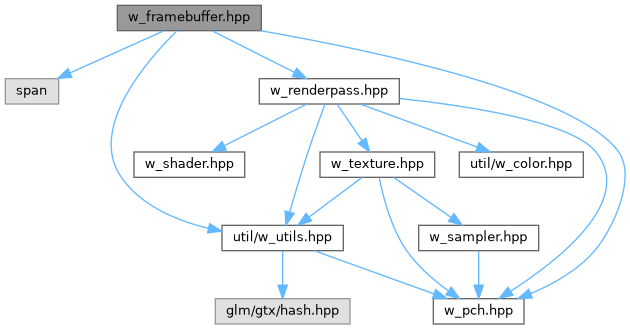 w_framebuffer.hpp
span
w_renderpass.hpp
w_shader.hpp
w_texture.hpp
util/w_color.hpp
util/w_utils.hpp
w_sampler.hpp
glm/gtx/hash.hpp
w_pch.hpp